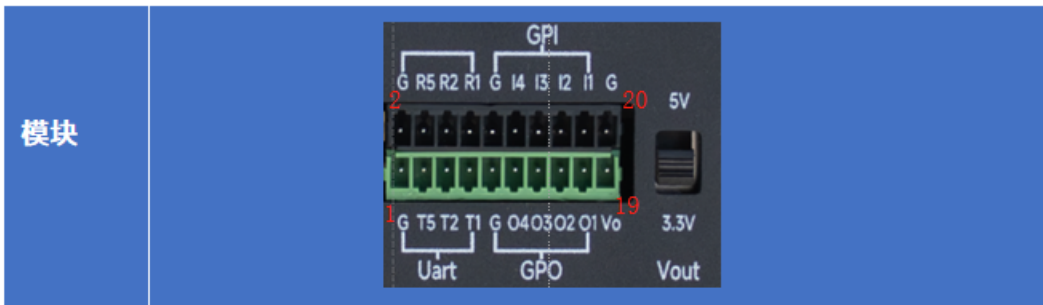 模块
GPI
G R5 R2 R1 G I4 I3 I2 I1 G
2 20
5V
1 19
G T5 T2 T1 G O4 O3 O2 O1 Vo
3.3V
Uart GPO Vout